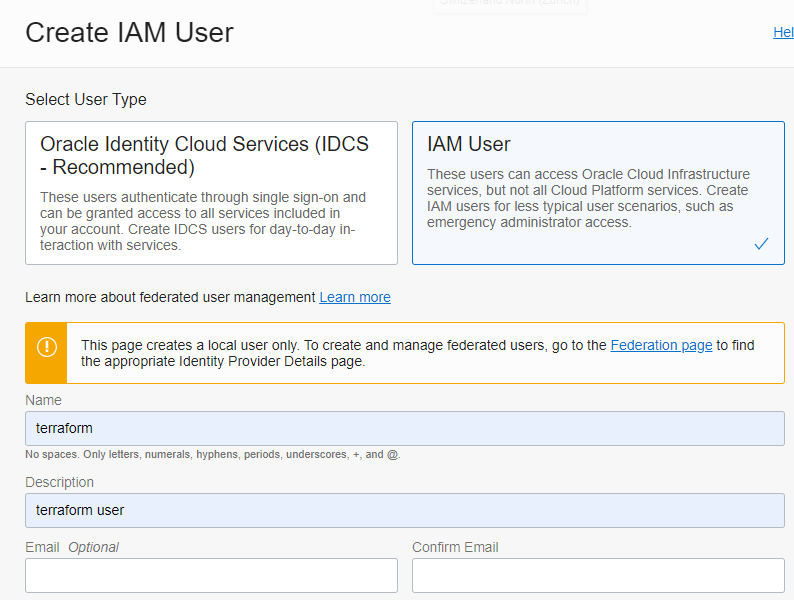 Switzerland North (Zurich)
Create IAM User
Hel
Select User Type
Oracle Identity Cloud Services (IDCS
- Recommended)
These users authenticate through single sign-on and
can be granted access to all services included in
your account. Create IDCS users for day-to-day in-
teraction with services.
IAM User
These users can access Oracle Cloud Infrastructure
services, but not all Cloud Platform services. Create
IAM users for less typical user scenarios, such as
emergency administrator access.
Learn more about federated user management Learn more
This page creates a local user only. To create and manage federated users, go to the Federation page to find
the appropriate Identity Provider Details page.
Name
terraform
No spaces. Only letters, numerals, hyphens, periods, underscores, +, and @.
Description
terraform user
Email Optional
Confirm Email